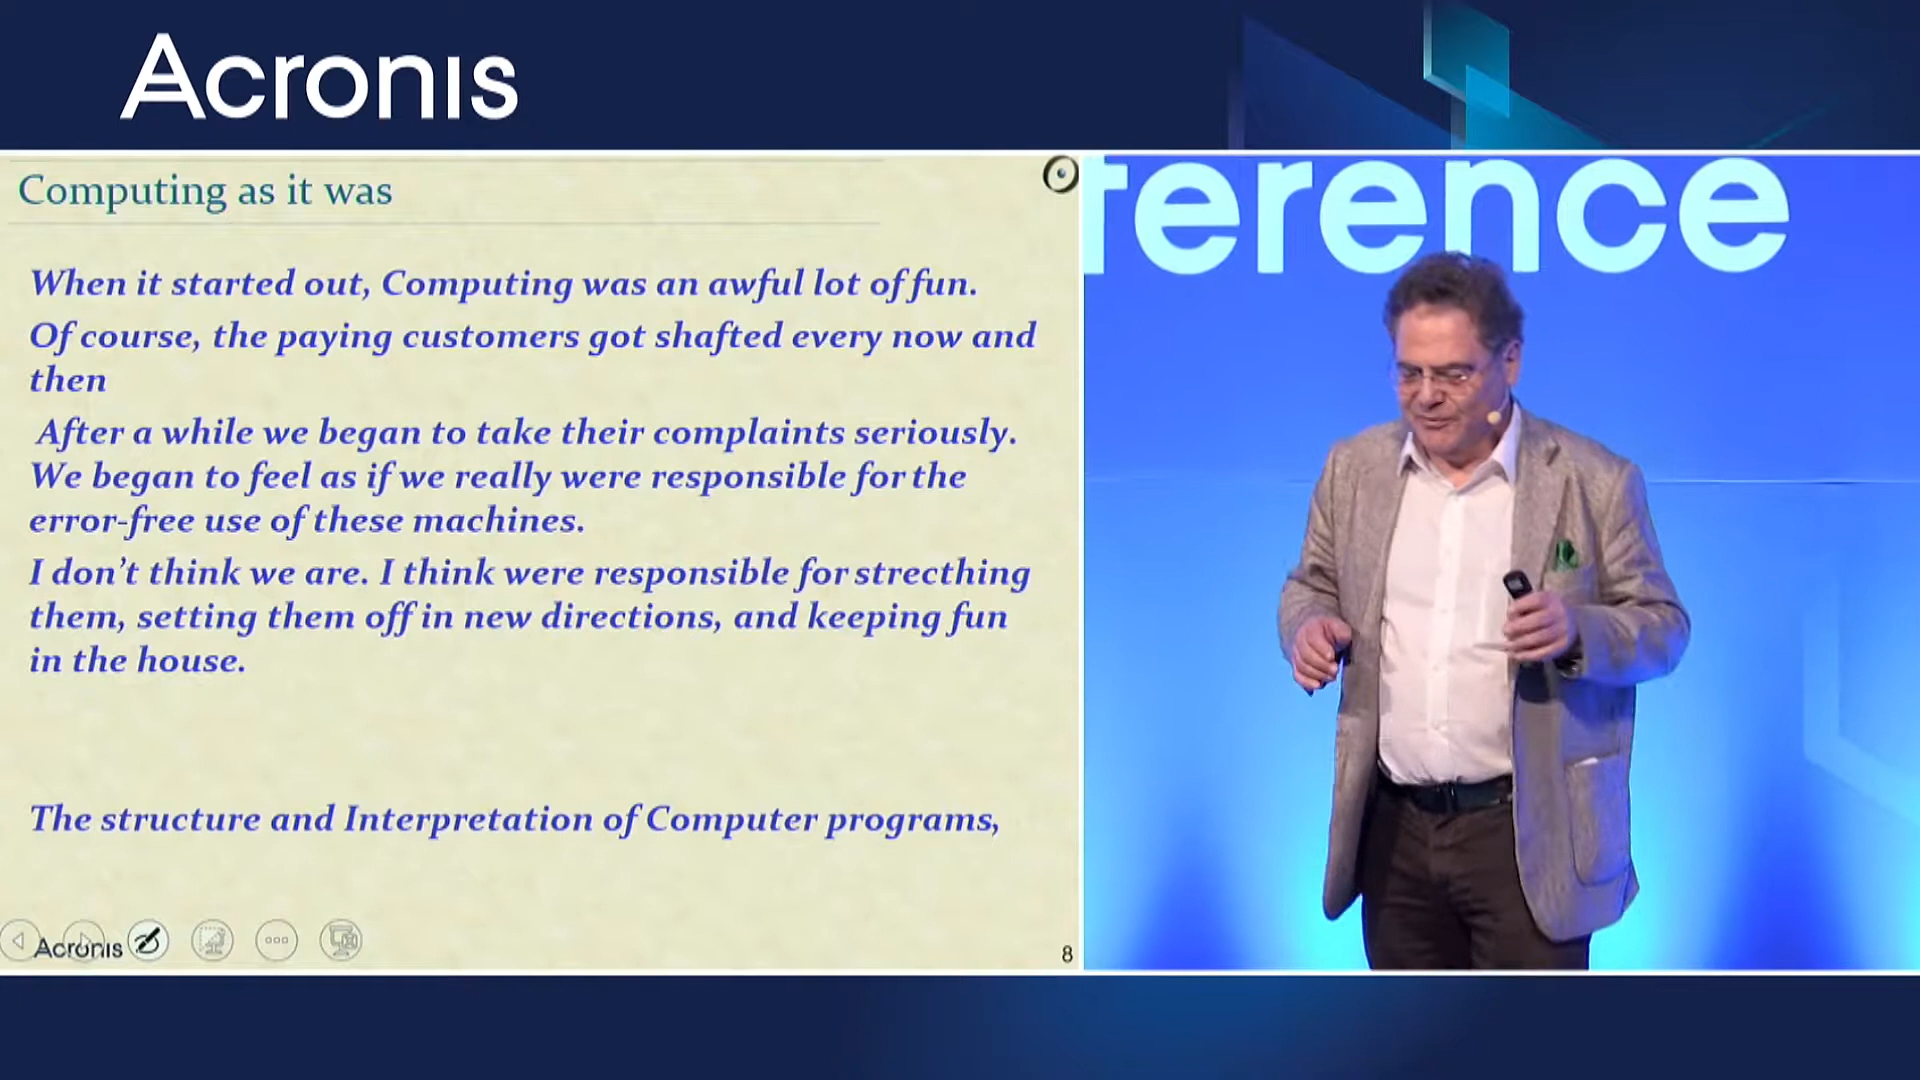 Acronis
Computing as it was
When it started out, Computing was an awful lot of fun.
Of course, the paying customers got shafted every now and
then
After a while we began to take their complaints seriously.
We began to feel as if we really were responsible for the
error-free use of these machines.
I don't think we are. I think were responsible for strecthing
them, setting them off in new directions, and keeping fun
in the house.
The structure and Interpretation of Computer programs,
Acronis
8
ference